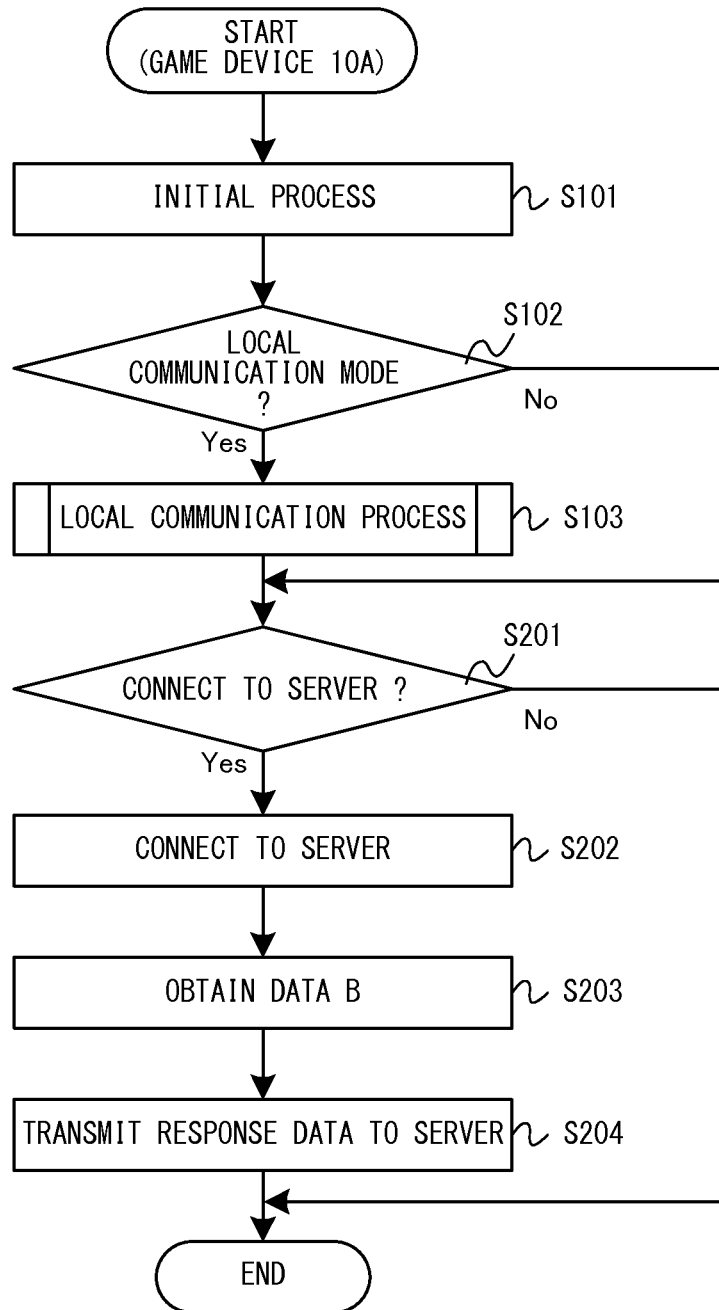 START
(GAME DEVICE 10A)
INITIAL PROCESS
S101
S102
LOCAL
COMMUNICATION MODE
?
No
Yes
LOCAL COMMUNICATION PROCESS
S103
S201
CONNECT TO SERVER ?
No
Yes
CONNECT TO SERVER
S202
OBTAIN DATA B
S203
TRANSMIT RESPONSE DATA TO SERVER
S204
END